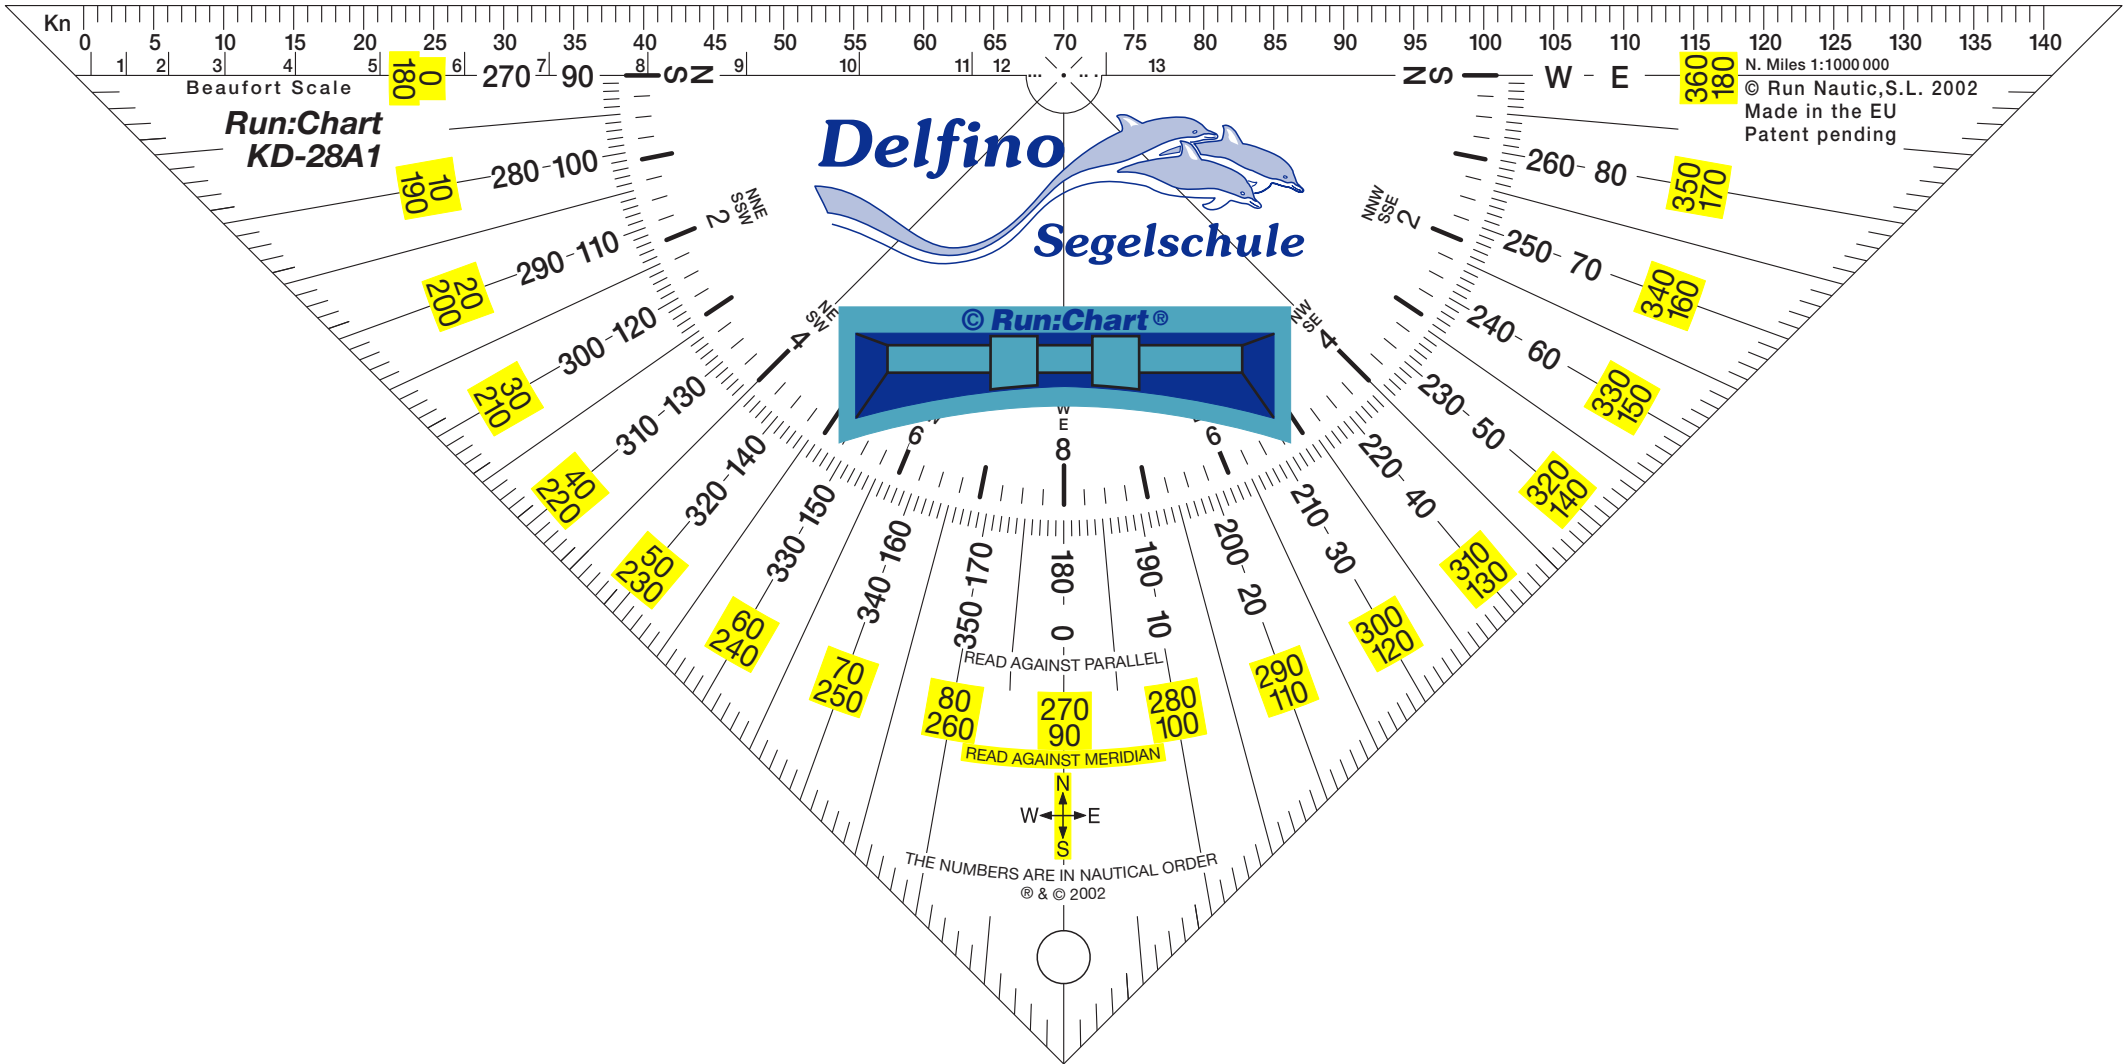 Kn
0 5 10 15 20 25 30 35 40 45 50 55 60 65 70 75 80 85 90 95 100 105 110 115 120 125 130 135 140
1 2 3 4 5 6 7 8 9 10 11 12 13
N. Miles 1:1000 000
Beaufort Scale
180 0 270 90 S N
N S W E 360 180
© Run Nautic,S.L. 2002
Made in the EU
Patent pending
Run:Chart
KD-28A1
Delfino
Segelschule
© Run:Chart ®
190 10 280-100
200 20 290-110
210 30 300-120
220 40 310-130
230 50 320-140
240 60 330-150
250 70 340-160
260 80 350-170
180- 0
270
90
190- 10 280 100
200- 20 290 110
210- 30 300 120
220- 40 310 130
230- 50 320 140
240- 60 330 150
250- 70 340 160
260- 80 350 170
2 NNE SSW
NNW SSE 2
4 NE SW
NW SE 4
6
W
E
8
6
READ AGAINST PARALLEL
READ AGAINST MERIDIAN
N
W E
S
THE NUMBERS ARE IN NAUTICAL ORDER
® & © 2002